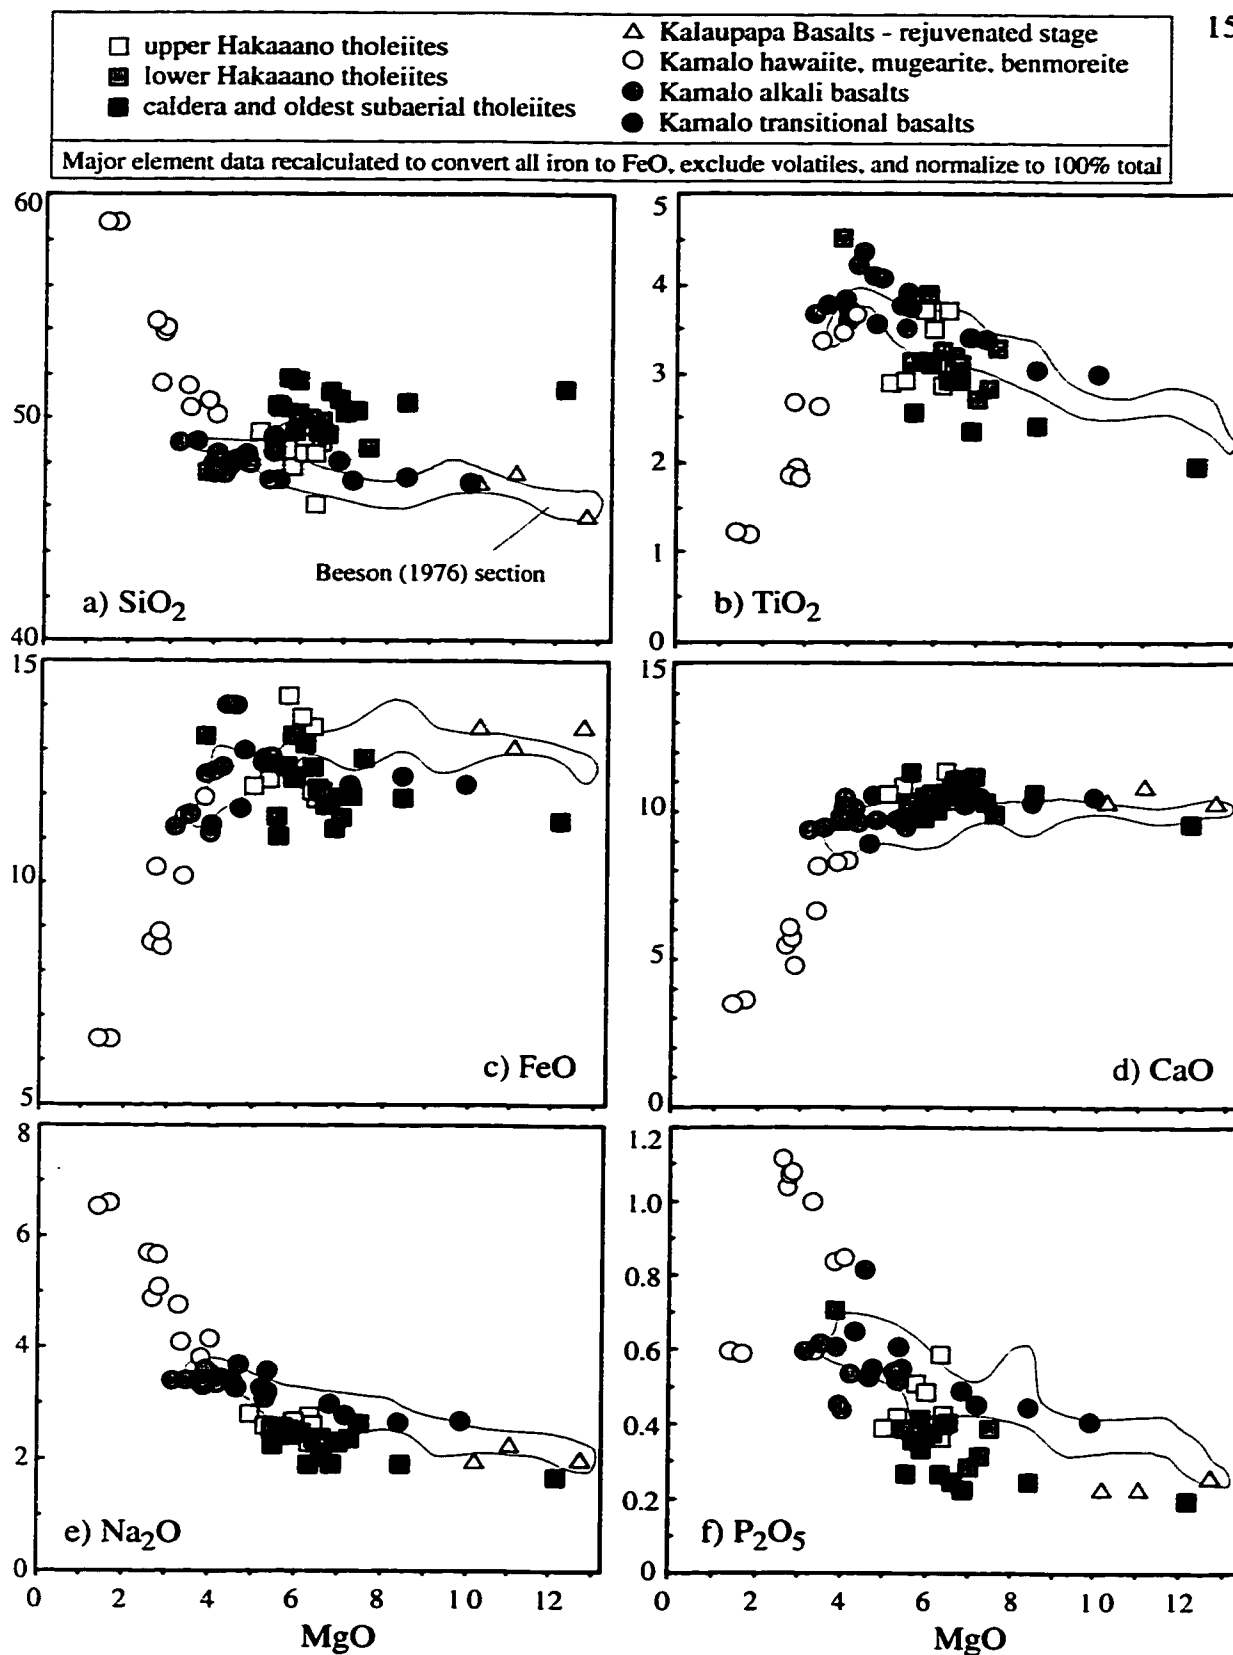 15
upper Hakaaano tholeiites
lower Hakaaano tholeiites
caldera and oldest subaerial tholeiites
Kalaupapa Basalts - rejuvenated stage
Kamalo hawaiite, mugearite, benmoreite
Kamalo alkali basalts
Kamalo transitional basalts
Major element data recalculated to convert all iron to FeO, exclude volatiles, and normalize to 100% total
60
50
40
Beeson (1976) section
a) SiO2
5
4
3
2
1
0
b) TiO2
15
10
5
c) FeO
15
10
5
0
d) CaO
8
6
4
2
0
e) Na2O
0 2 4 6 8 10 12
MgO
1.2
1.0
0.8
0.6
0.4
0.2
0
f) P2O5
0 2 4 6 8 10 12
MgO